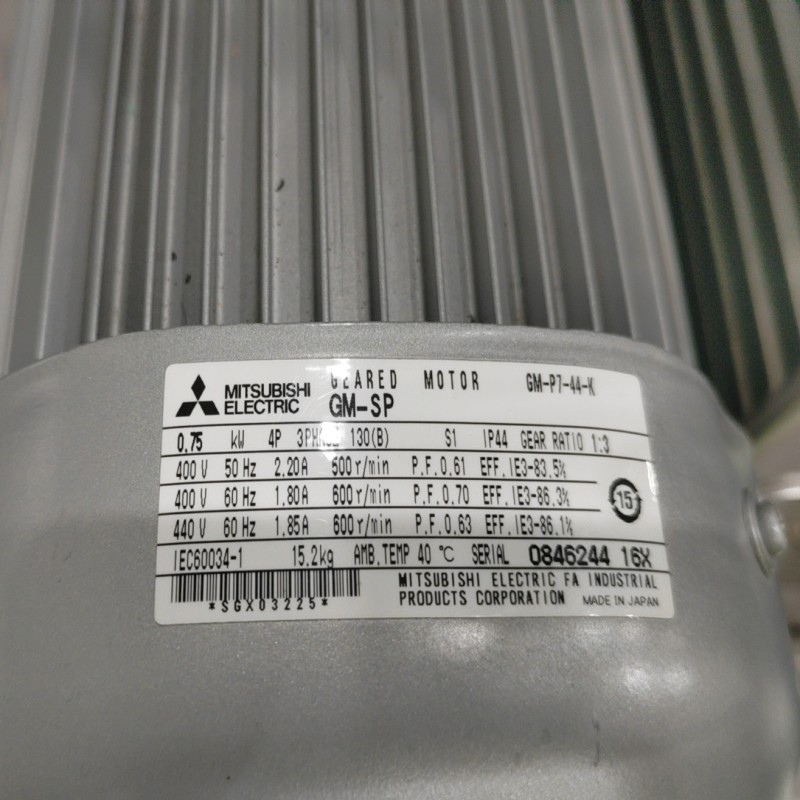 MITSUBISHI ELECTRIC GEARED MOTOR GM-P7-44-K
GM-SP
0.75 kW 4P 3PHASE 130(B) S1 IP44 GEAR RATIO 1:3
400 V 50 Hz 2.20A 500r/min P.F.0.61 EFF.IE3-83.5%
400 V 60 Hz 1.80A 600r/min P.F.0.70 EFF.IE3-86.3%
440 V 60 Hz 1.85A 600r/min P.F.0.63 EFF.IE3-86.1%
15
IEC60034-1 15.2kg AMB.TEMP 40 ℃ SERIAL 0846244 16X
*SGX03225*
MITSUBISHI ELECTRIC FA INDUSTRIAL
PRODUCTS CORPORATION MADE IN JAPAN